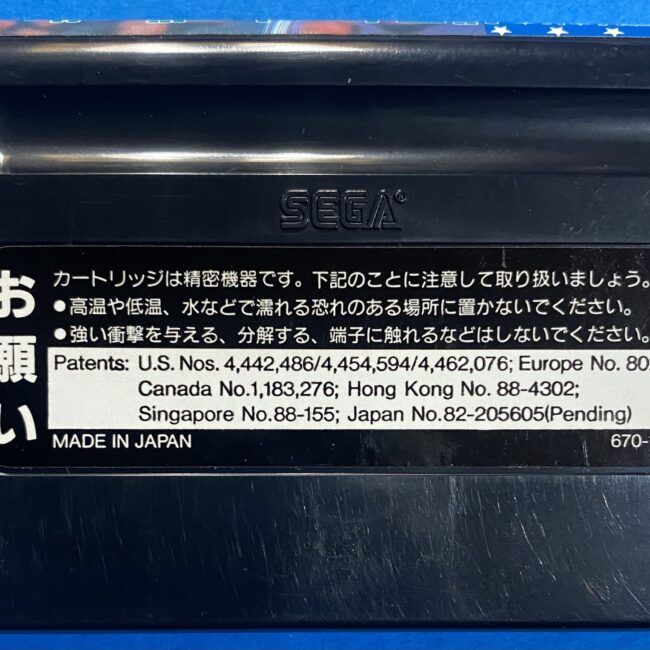 SEGA®
お願い
カートリッジは精密機器です。下記のことに注意して取り扱いましょう。
●高温や低温、水などで濡れる恐れのある場所に置かないでください。
●強い衝撃を与える、分解する、端子に触れるなどはしないでください。
Patents: U.S. Nos. 4,442,486/4,454,594/4,462,076; Europe No. 80
Canada No.1,183,276; Hong Kong No. 88-4302;
Singapore No.88-155; Japan No.82-205605(Pending)
MADE IN JAPAN
670-